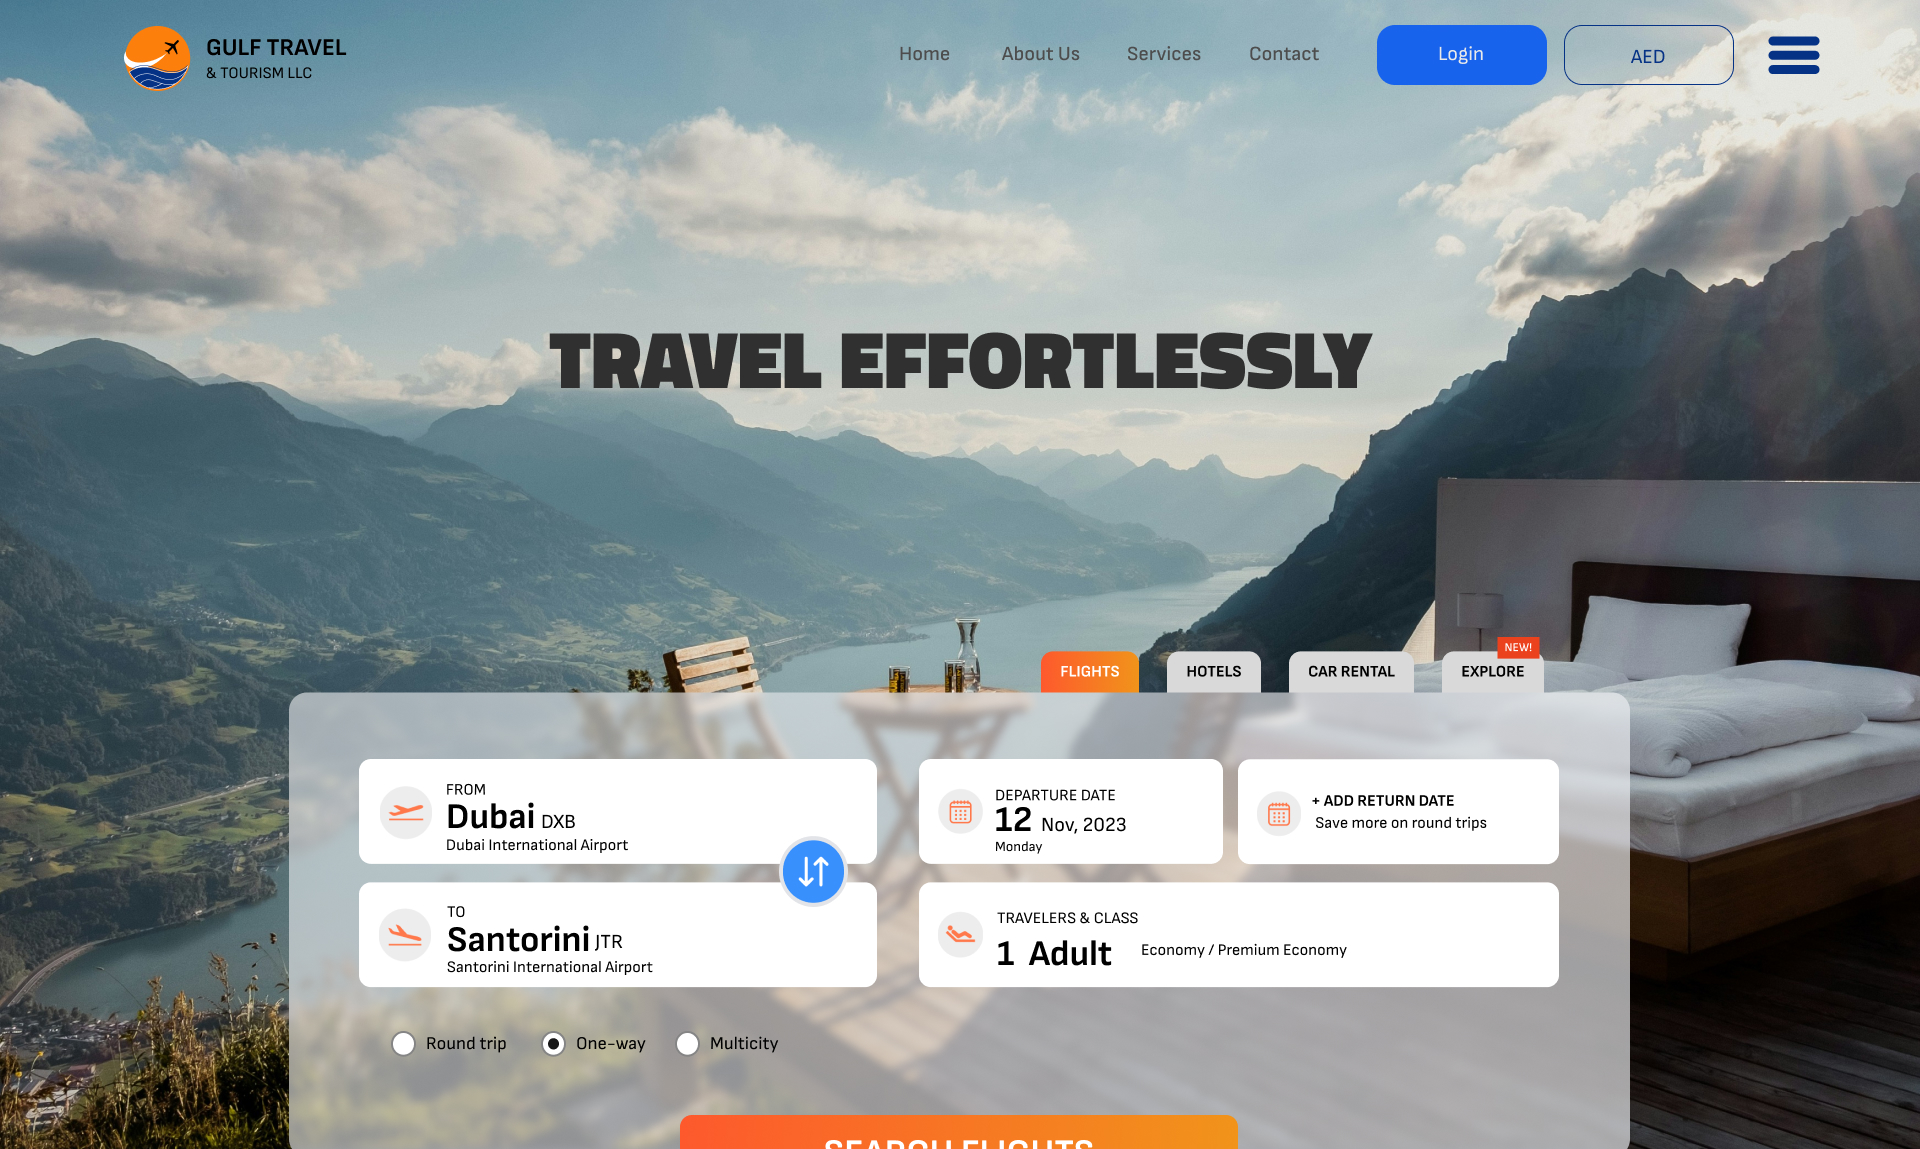 GULF TRAVEL
& TOURISM LLC
Home
About Us
Services
Contact
Login
AED
TRAVEL EFFORTLESSLY
FLIGHTS
HOTELS
CAR RENTAL
NEW!
EXPLORE
FROM
Dubai DXB
Dubai International Airport
DEPARTURE DATE
12 Nov, 2023
Monday
+ ADD RETURN DATE
Save more on round trips
TO
Santorini JTR
Santorini International Airport
TRAVELERS & CLASS
1 Adult Economy / Premium Economy
Round trip
One-way
Multicity
SEARCH FLIGHTS